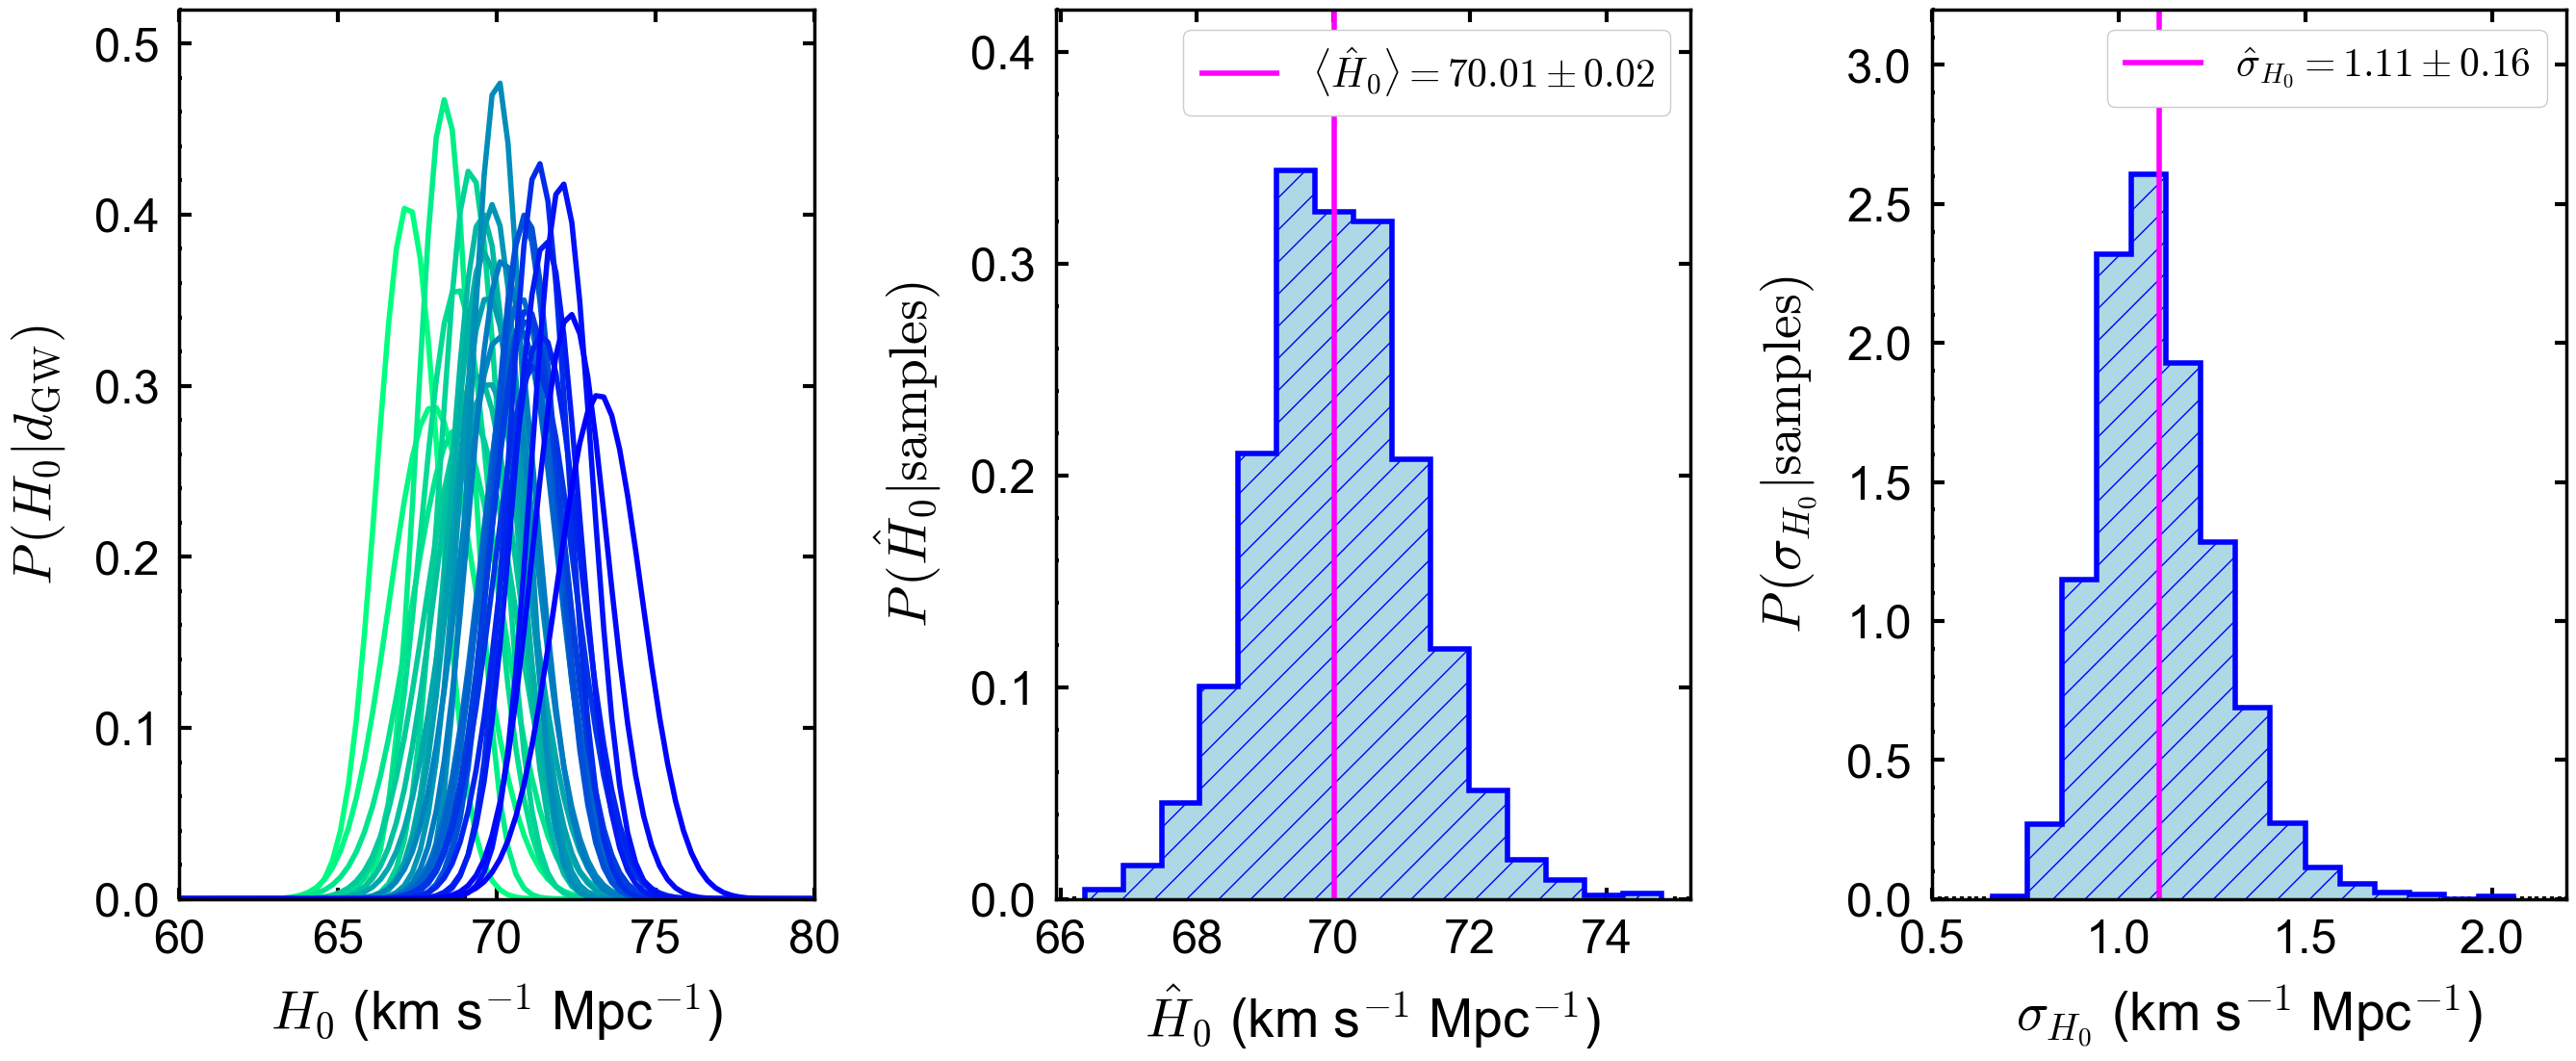 P(H₀|d_GW)
0.5
0.4
0.3
0.2
0.1
0.0
60 65 70 75 80
H₀ (km s⁻¹ Mpc⁻¹)
⟨Ĥ₀⟩ = 70.01 ± 0.02
P(Ĥ₀|samples)
0.4
0.3
0.2
0.1
0.0
66 68 70 72 74
Ĥ₀ (km s⁻¹ Mpc⁻¹)
σ̂_H₀ = 1.11 ± 0.16
P(σ_H₀|samples)
3.0
2.5
2.0
1.5
1.0
0.5
0.0
0.5 1.0 1.5 2.0
σ_H₀ (km s⁻¹ Mpc⁻¹)